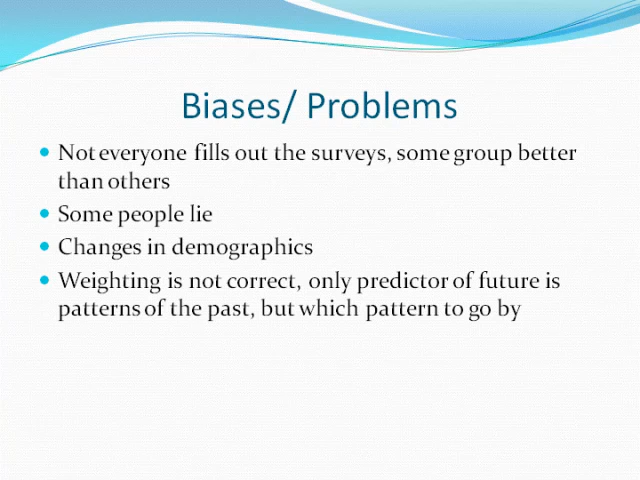 Biases/ Problems
Not everyone fills out the surveys, some group better
than others
Some people lie
Changes in demographics
Weighting is not correct, only predictor of future is
patterns of the past, but which pattern to go by